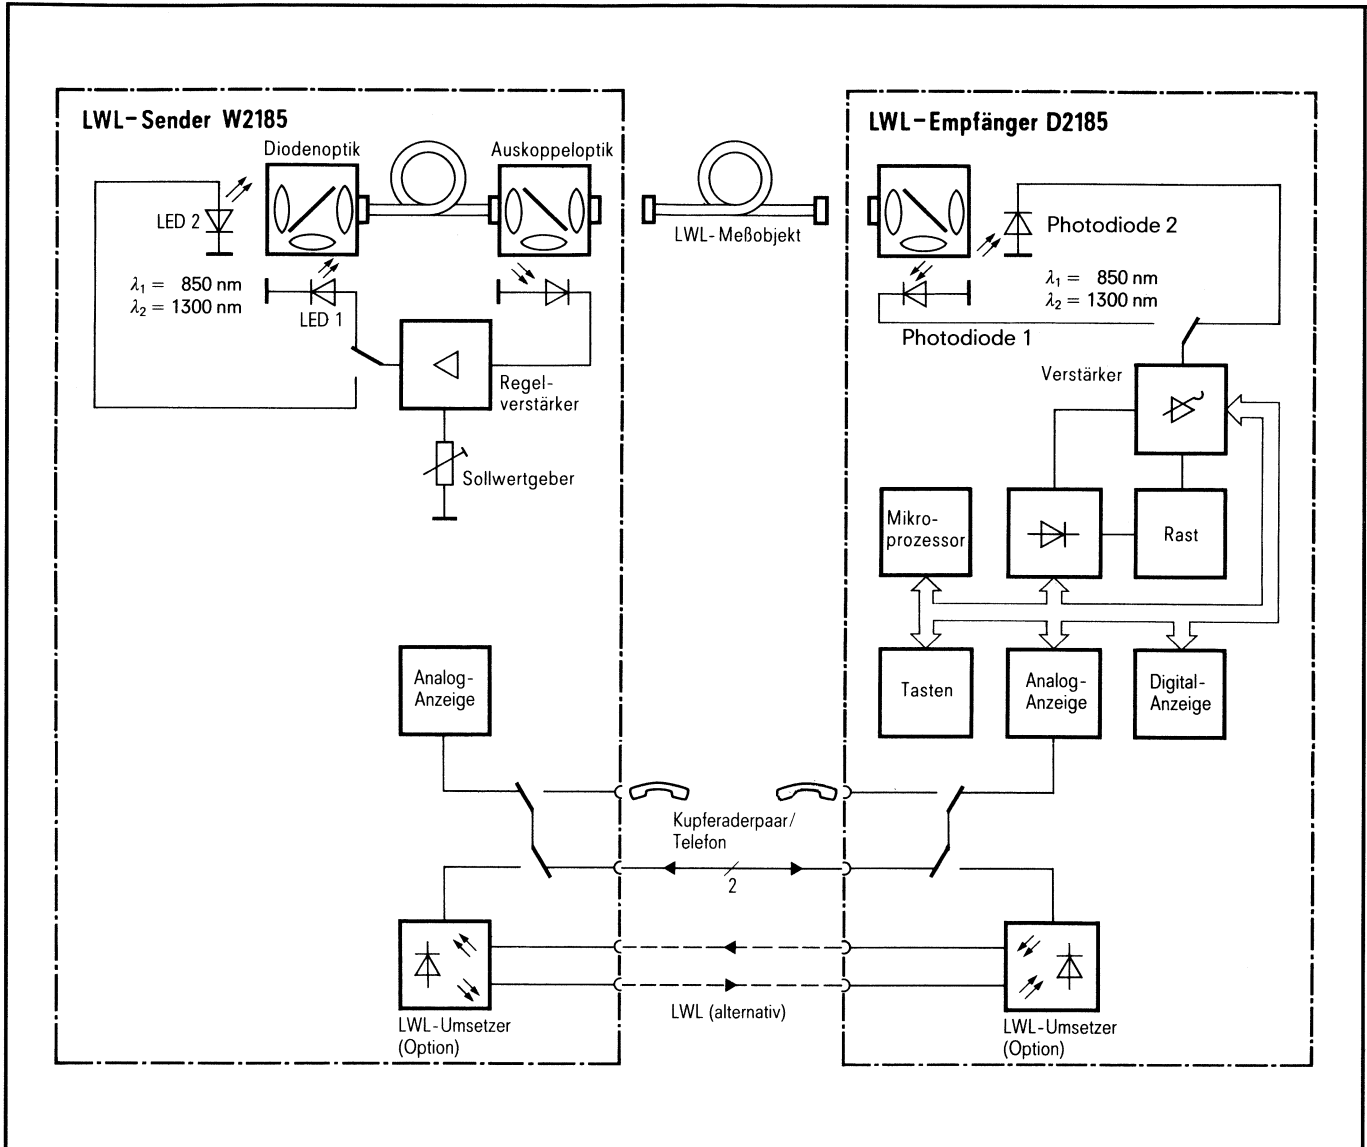 LWL-Sender W2185
Diodenoptik
Auskoppeloptik
LED 2
λ₁ = 850 nm
λ₂ = 1300 nm
LED 1
Regel-
verstärker
Sollwertgeber
Analog-
Anzeige
LWL-Umsetzer
(Option)
LWL-Meßobjekt
Kupferaderpaar/
Telefon
2
LWL (alternativ)
LWL-Empfänger D2185
Photodiode 2
λ₁ = 850 nm
λ₂ = 1300 nm
Photodiode 1
Verstärker
Mikro-
prozessor
Rast
Tasten
Analog-
Anzeige
Digital-
Anzeige
LWL-Umsetzer
(Option)